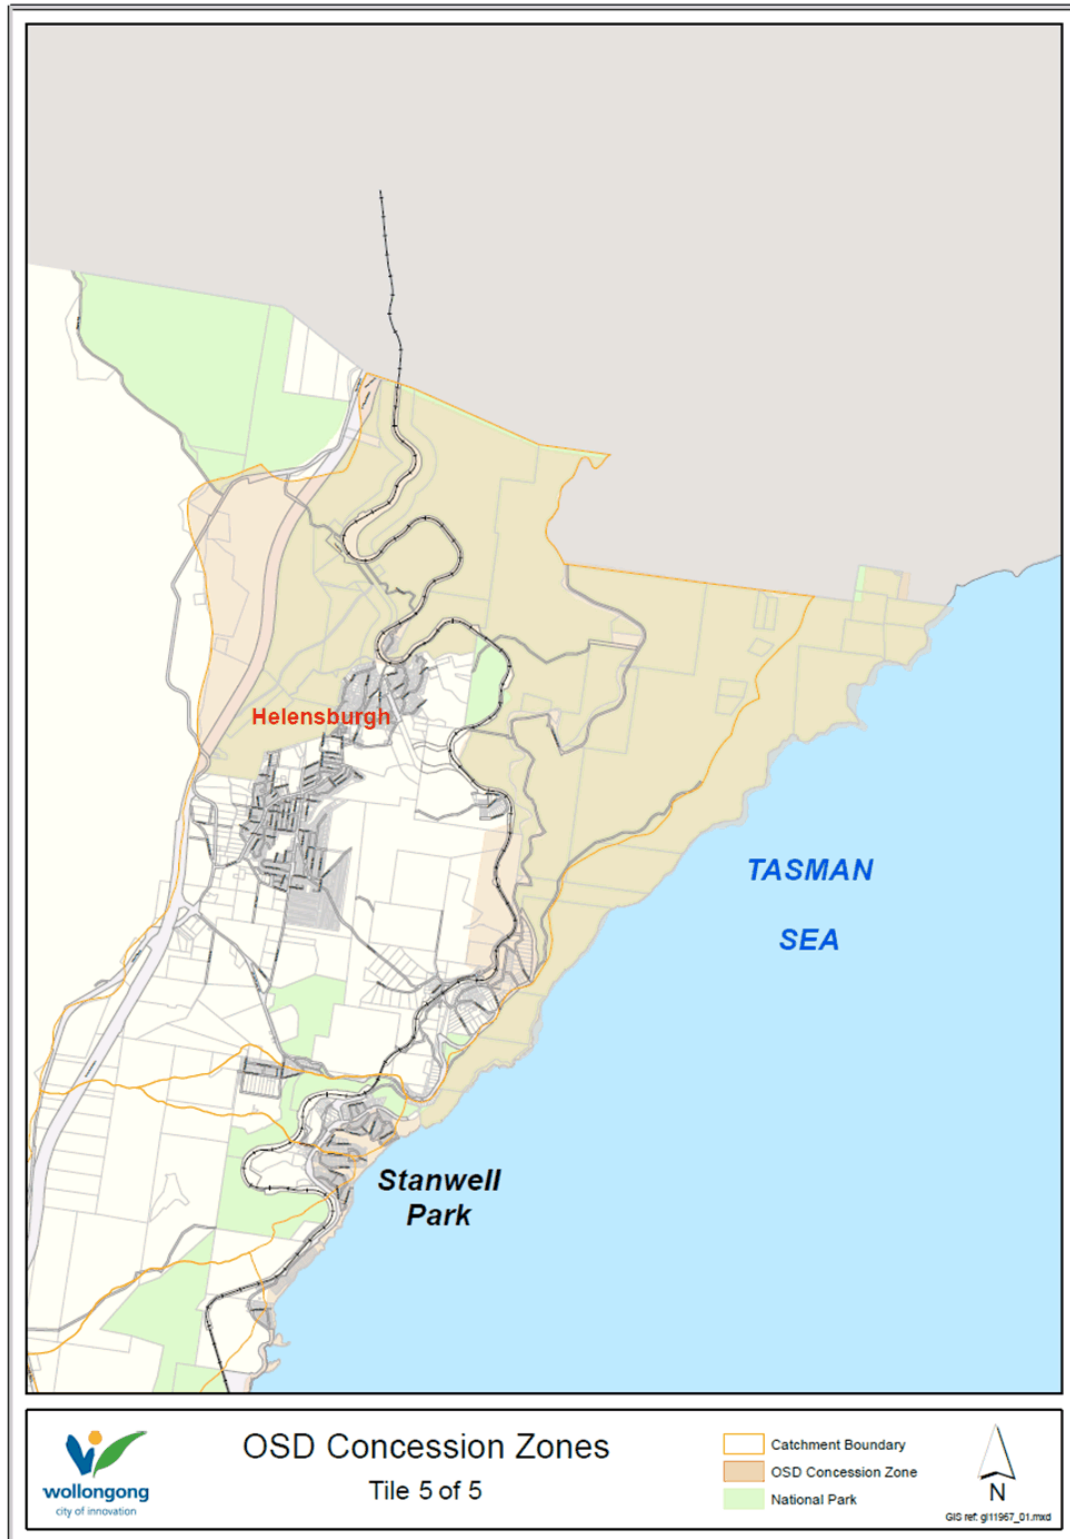 Helensburgh
TASMAN
SEA
Stanwell
Park
wollongong
city of innovation
OSD Concession Zones
Tile 5 of 5
Catchment Boundary
OSD Concession Zone
National Park
N
GIS ref: gl11967_01.mxd